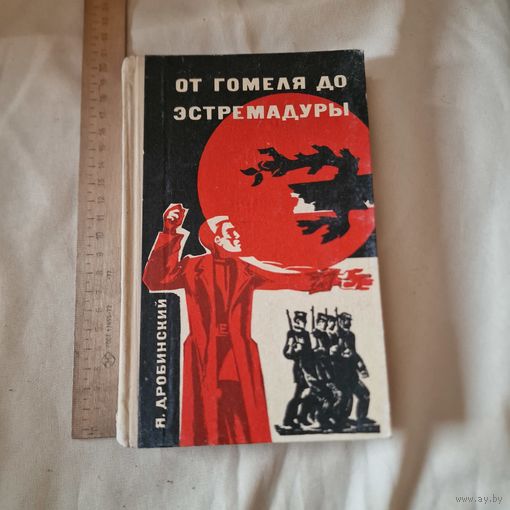 ОТ ГОМЕЛЯ ДО
ЭСТРЕМАДУРЫ
Я. ДРОБИНСКИЙ
www.ay.by